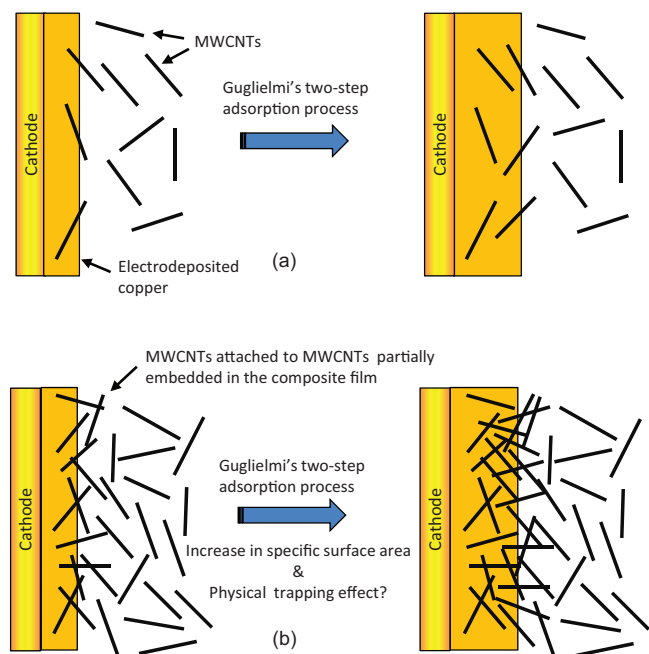 MWCNTs
Guglielmi's two-step
adsorption process
Cathode
Cathode
Electrodeposited
copper
(a)
MWCNTs attached to MWCNTs partially
embedded in the composite film
Guglielmi's two-step
adsorption process
Cathode
Cathode
Increase in specific surface area
&
Physical trapping effect?
(b)